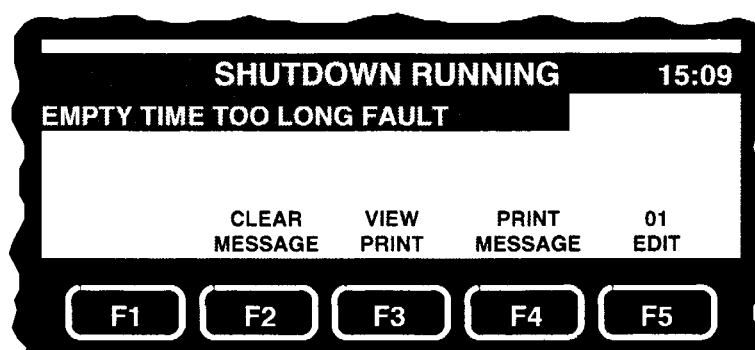 SHUTDOWN RUNNING 15:09
EMPTY TIME TOO LONG FAULT
CLEAR VIEW PRINT 01
MESSAGE PRINT MESSAGE EDIT
F1 F2 F3 F4 F5